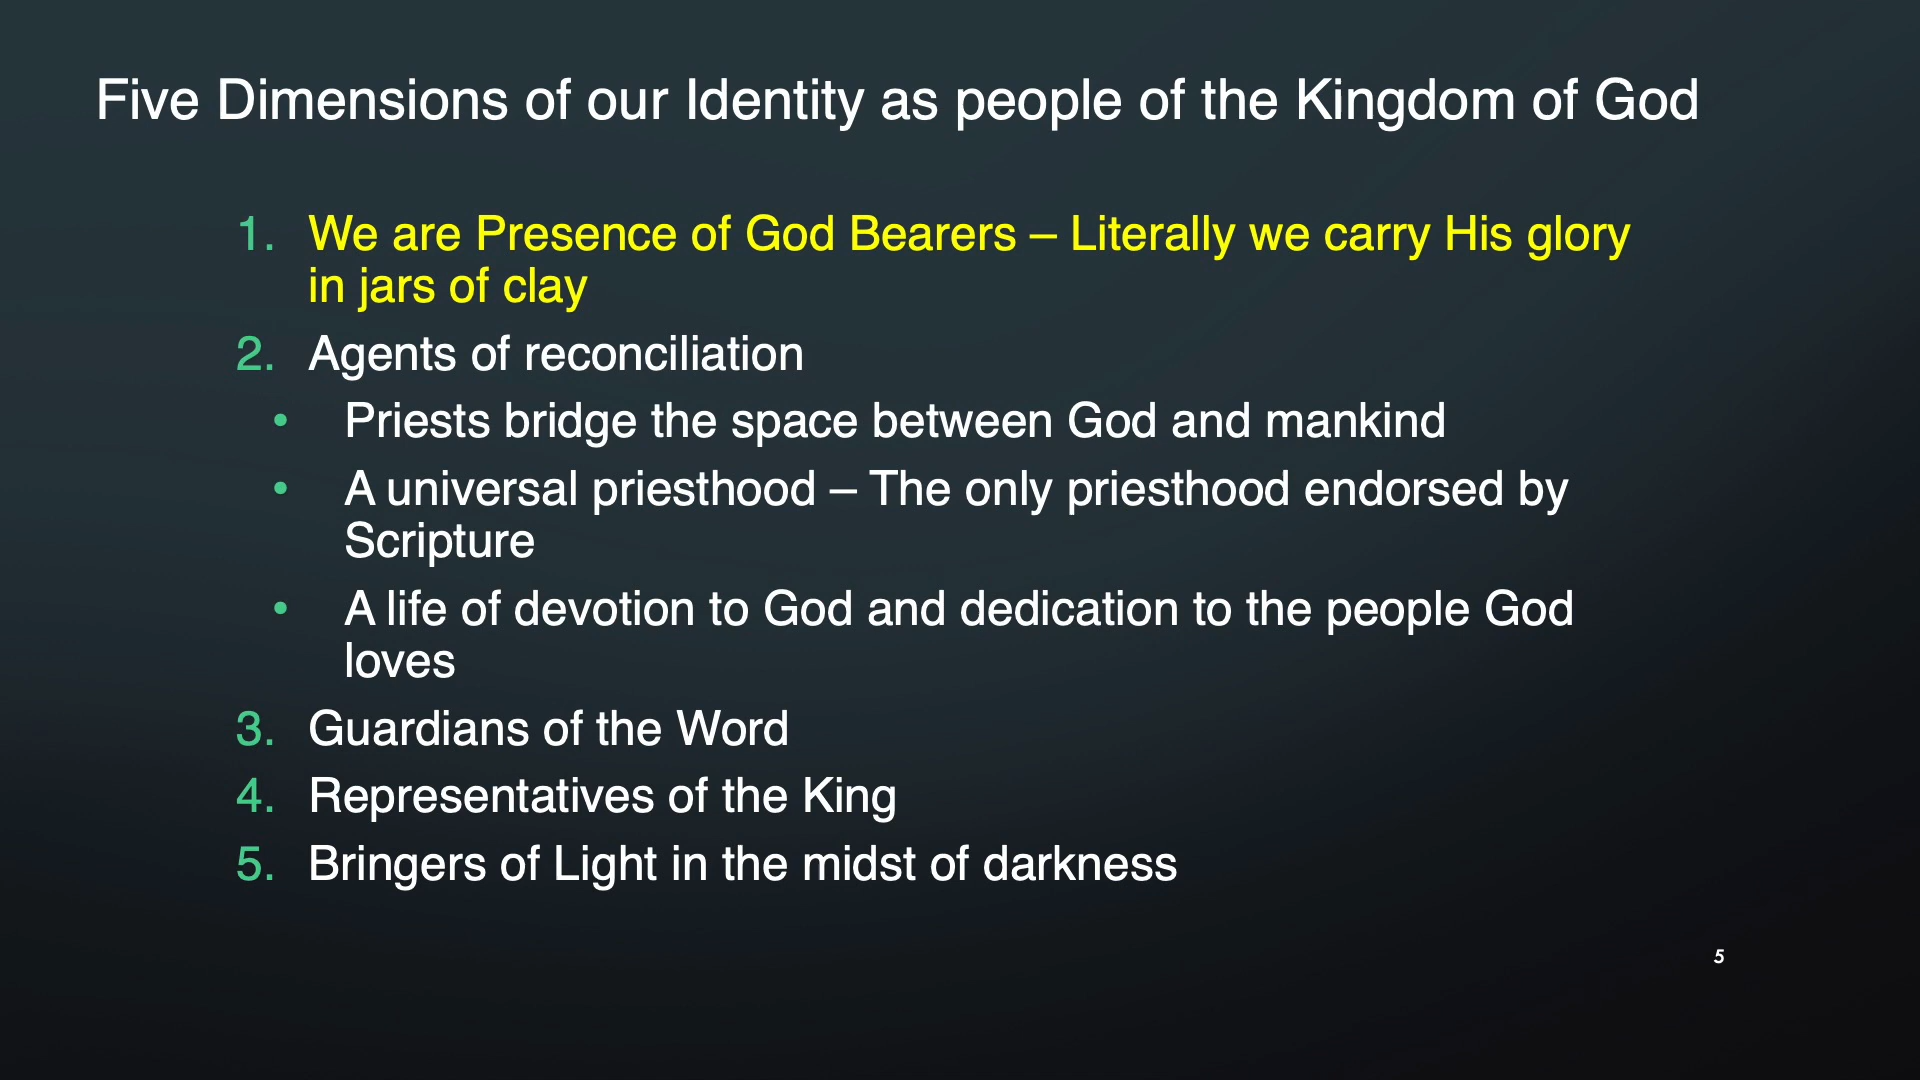 Five Dimensions of our Identity as people of the Kingdom of God
1. We are Presence of God Bearers – Literally we carry His glory
in jars of clay
2. Agents of reconciliation
• Priests bridge the space between God and mankind
• A universal priesthood – The only priesthood endorsed by
Scripture
• A life of devotion to God and dedication to the people God
loves
3. Guardians of the Word
4. Representatives of the King
5. Bringers of Light in the midst of darkness
5